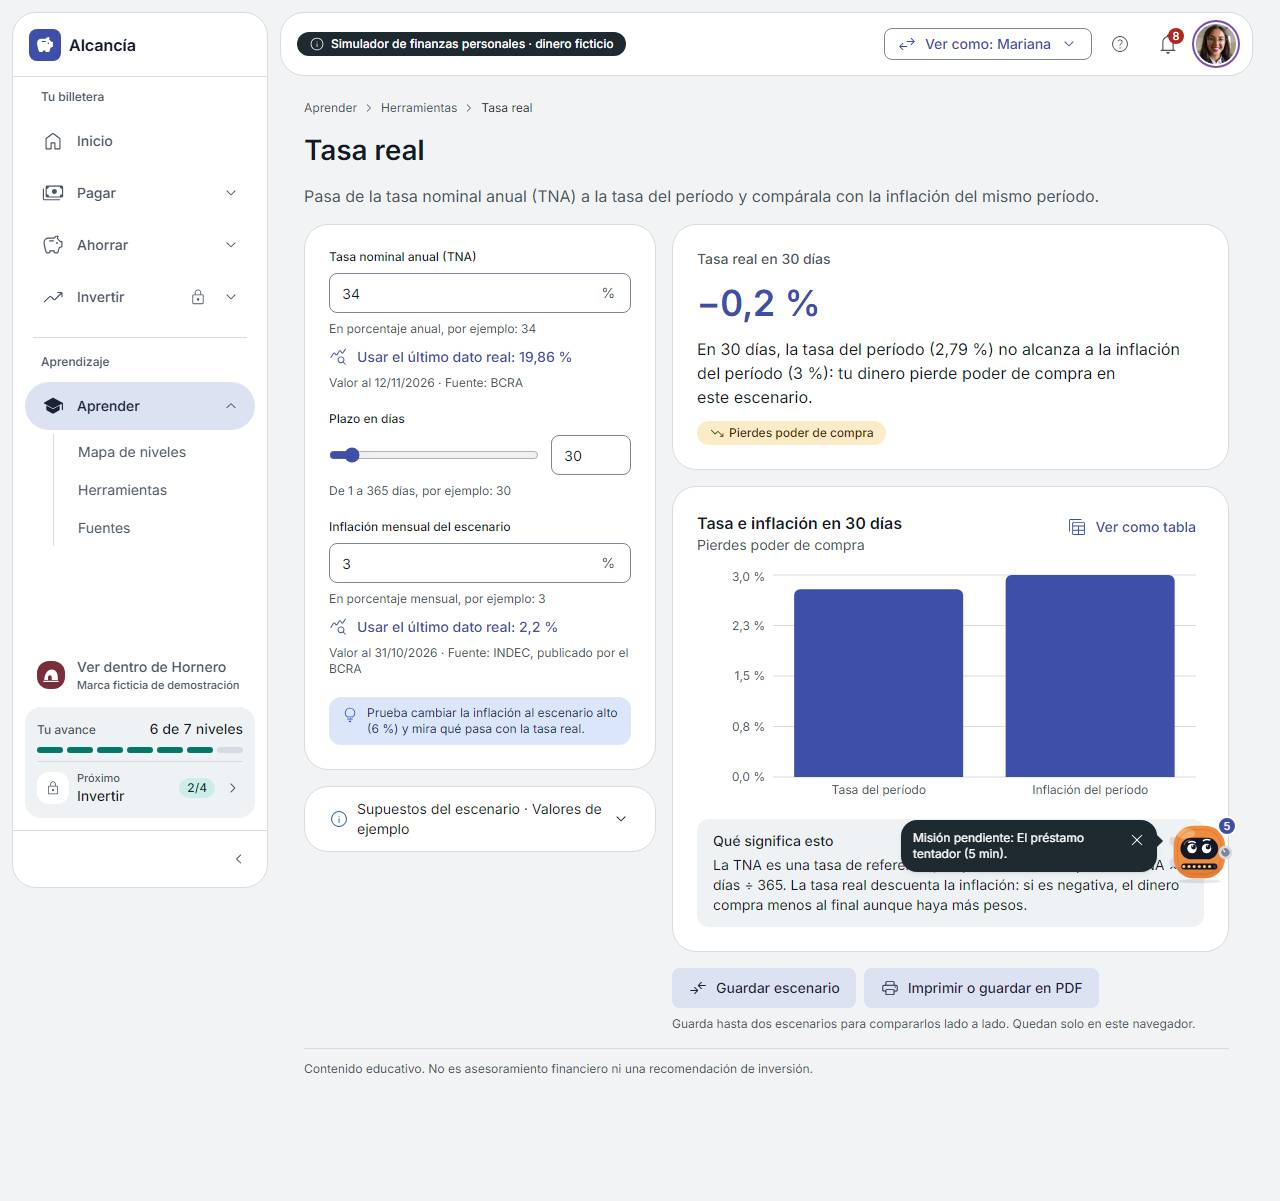 Alcancía
Tu billetera
Inicio
Pagar
Ahorrar
Invertir
Aprendizaje
Aprender
Mapa de niveles
Herramientas
Fuentes
Ver dentro de Hornero
Marca ficticia de demostración
Tu avance 6 de 7 niveles
Próximo
Invertir
2/4
Simulador de finanzas personales · dinero ficticio
Ver como: Mariana
8
Aprender > Herramientas > Tasa real
Tasa real
Pasa de la tasa nominal anual (TNA) a la tasa del período y compárala con la inflación del mismo período.
Tasa nominal anual (TNA)
34 %
En porcentaje anual, por ejemplo: 34
Usar el último dato real: 19,86 %
Valor al 12/11/2026 · Fuente: BCRA
Plazo en días
30
De 1 a 365 días, por ejemplo: 30
Inflación mensual del escenario
3 %
En porcentaje mensual, por ejemplo: 3
Usar el último dato real: 2,2 %
Valor al 31/10/2026 · Fuente: INDEC, publicado por el
BCRA
Prueba cambiar la inflación al escenario alto
(6 %) y mira qué pasa con la tasa real.
Supuestos del escenario · Valores de
ejemplo
Tasa real en 30 días
−0,2 %
En 30 días, la tasa del período (2,79 %) no alcanza a la inflación
del período (3 %): tu dinero pierde poder de compra en
este escenario.
Pierdes poder de compra
Tasa e inflación en 30 días
Pierdes poder de compra
Ver como tabla
3,0 %
2,3 %
1,5 %
0,8 %
0,0 %
Tasa del período
Inflación del período
Qué significa esto
La TNA es una tasa de
días ÷ 365. La tasa real descuenta la inflación: si es negativa, el dinero
compra menos al final aunque haya más pesos.
Misión pendiente: El préstamo
tentador (5 min).
5
Guardar escenario
Imprimir o guardar en PDF
Guarda hasta dos escenarios para compararlos lado a lado. Quedan solo en este navegador.
Contenido educativo. No es asesoramiento financiero ni una recomendación de inversión.